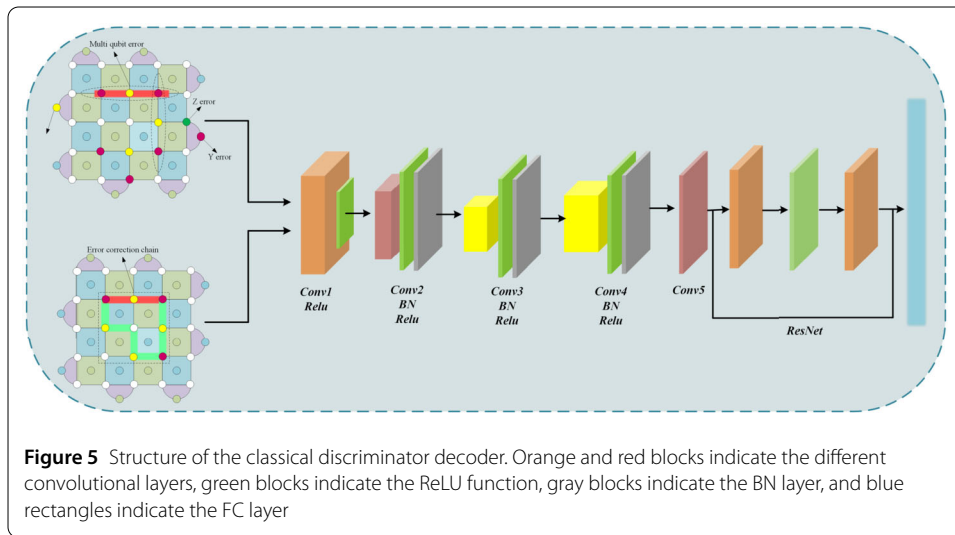 Multi qubit error
Z error
Y error
Error correction chain
Conv1
Relu
Conv2
BN
Relu
Conv3
BN
Relu
Conv4
BN
Relu
Conv5
ResNet
Figure 5 Structure of the classical discriminator decoder. Orange and red blocks indicate the different
convolutional layers, green blocks indicate the ReLU function, gray blocks indicate the BN layer, and blue
rectangles indicate the FC layer